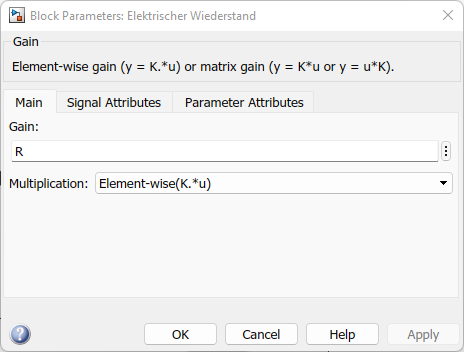 Block Parameters: Elektrischer Wiederstand
Gain
Element-wise gain (y = K.*u) or matrix gain (y = K*u or y = u*K).
Main Signal Attributes Parameter Attributes
Gain:
R
Multiplication: Element-wise(K.*u)
OK Cancel Help Apply